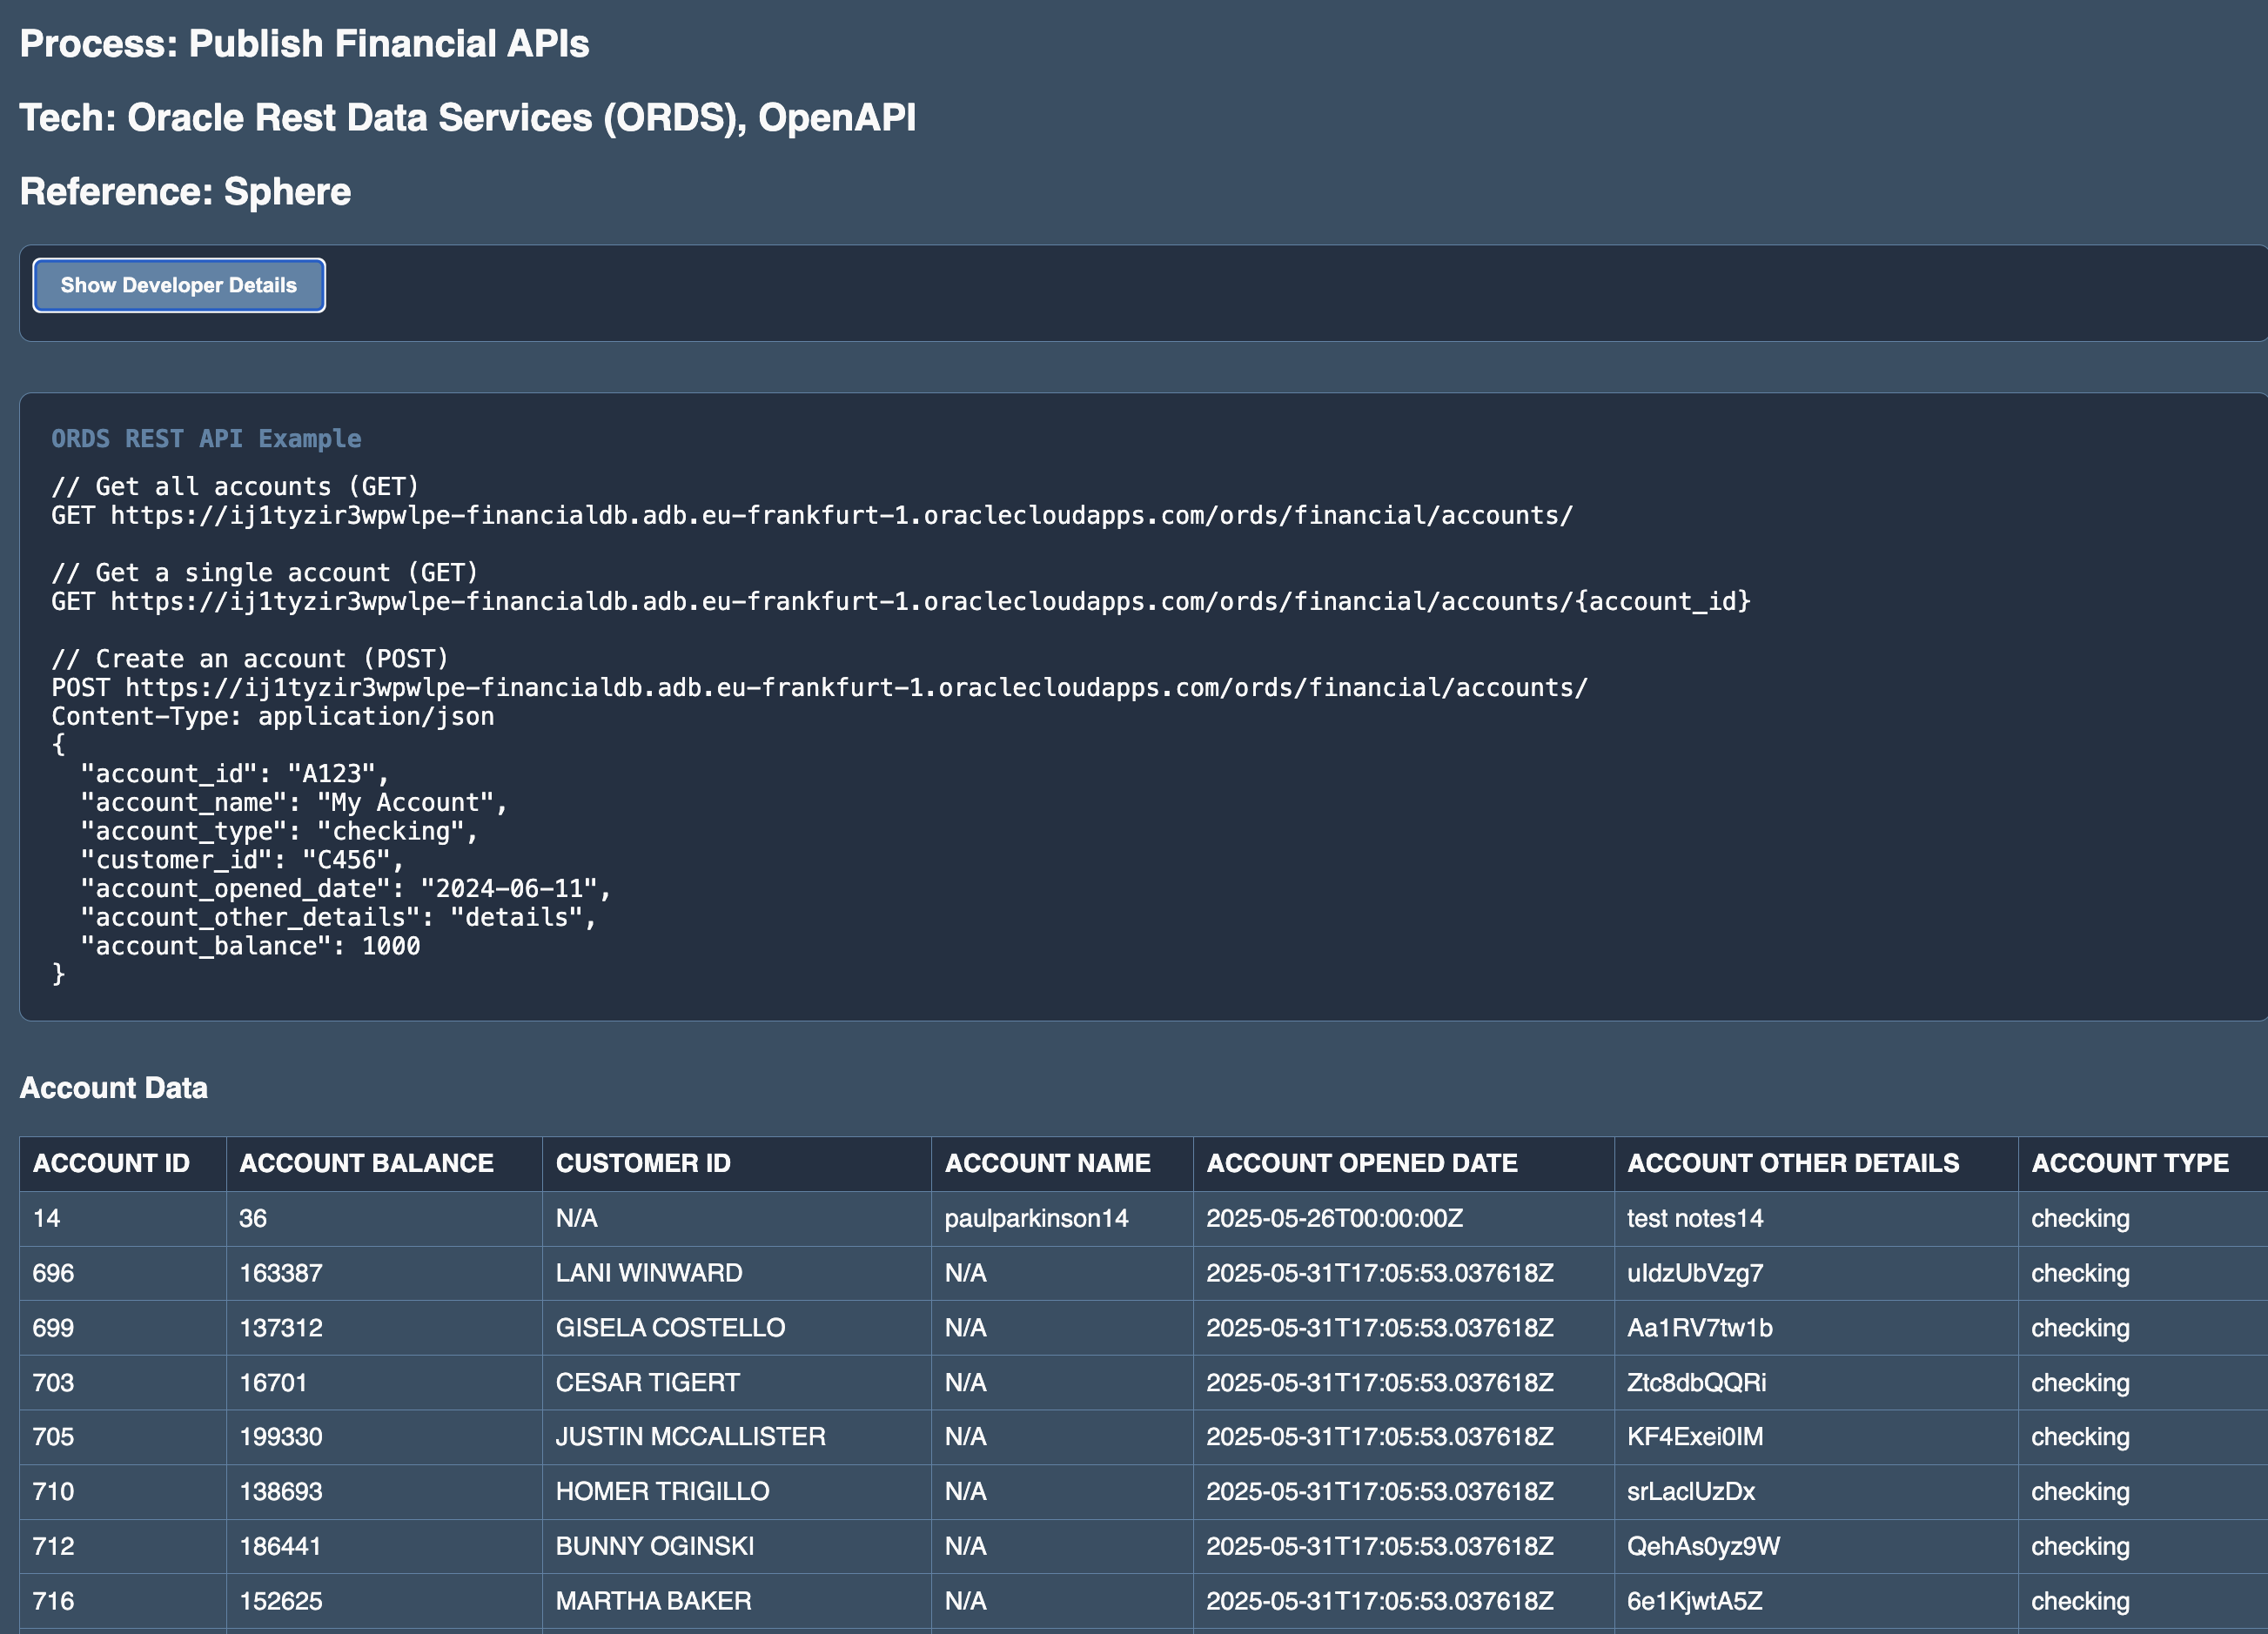 Process: Publish Financial APIs
Tech: Oracle Rest Data Services (ORDS), OpenAPI
Reference: Sphere
Show Developer Details
ORDS REST API Example
// Get all accounts (GET)
GET https://ij1tyzir3wpwlpe-financialdb.adb.eu-frankfurt-1.oraclecloudapps.com/ords/financial/accounts/
// Get a single account (GET)
GET https://ij1tyzir3wpwlpe-financialdb.adb.eu-frankfurt-1.oraclecloudapps.com/ords/financial/accounts/{account_id}
// Create an account (POST)
POST https://ij1tyzir3wpwlpe-financialdb.adb.eu-frankfurt-1.oraclecloudapps.com/ords/financial/accounts/
Content-Type: application/json
{
  "account_id": "A123",
  "account_name": "My Account",
  "account_type": "checking",
  "customer_id": "C456",
  "account_opened_date": "2024-06-11",
  "account_other_details": "details",
  "account_balance": 1000
}
Account Data
ACCOUNT ID ACCOUNT BALANCE CUSTOMER ID ACCOUNT NAME ACCOUNT OPENED DATE ACCOUNT OTHER DETAILS ACCOUNT TYPE
14 36 N/A paulparkinson14 2025-05-26T00:00:00Z test notes14 checking
696 163387 LANI WINWARD N/A 2025-05-31T17:05:53.037618Z uldzUbVzg7 checking
699 137312 GISELA COSTELLO N/A 2025-05-31T17:05:53.037618Z Aa1RV7tw1b checking
703 16701 CESAR TIGERT N/A 2025-05-31T17:05:53.037618Z Ztc8dbQQRi checking
705 199330 JUSTIN MCCALLISTER N/A 2025-05-31T17:05:53.037618Z KF4Exei0IM checking
710 138693 HOMER TRIGILLO N/A 2025-05-31T17:05:53.037618Z srLaclUzDx checking
712 186441 BUNNY OGINSKI N/A 2025-05-31T17:05:53.037618Z QehAs0yz9W checking
716 152625 MARTHA BAKER N/A 2025-05-31T17:05:53.037618Z 6e1KjwtA5Z checking